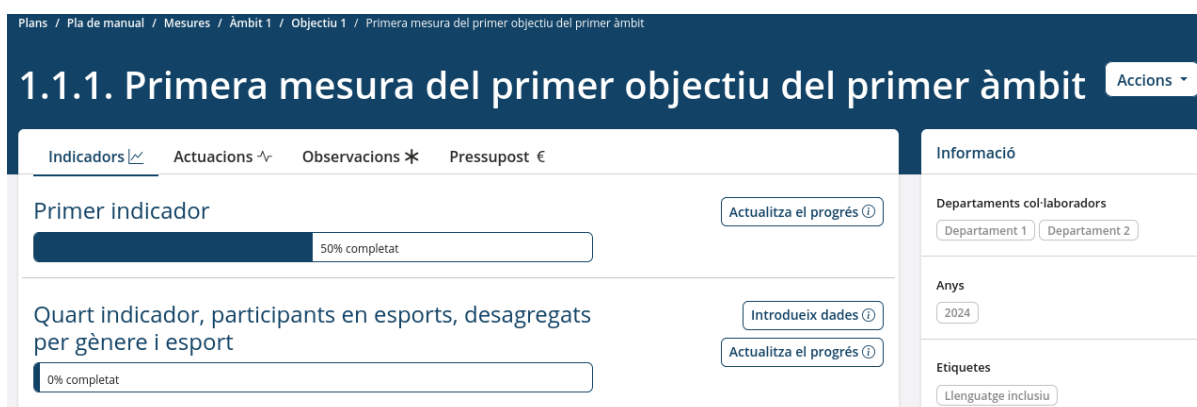 Plans / Pla de manual / Mesures / Àmbit 1 / Objectiu 1 / Primera mesura del primer objectiu del primer àmbit
1.1.1. Primera mesura del primer objectiu del primer àmbit
Accions
Indicadors Actuacions Observacions Pressupost €
Primer indicador
Actualitza el progrés
50% completat
Quart indicador, participants en esports, desagregats
per gènere i esport
Introdueix dades
Actualitza el progrés
0% completat
Informació
Departaments col·laboradors
Departament 1 Departament 2
Anys
2024
Etiquetes
Llenguatge inclusiu